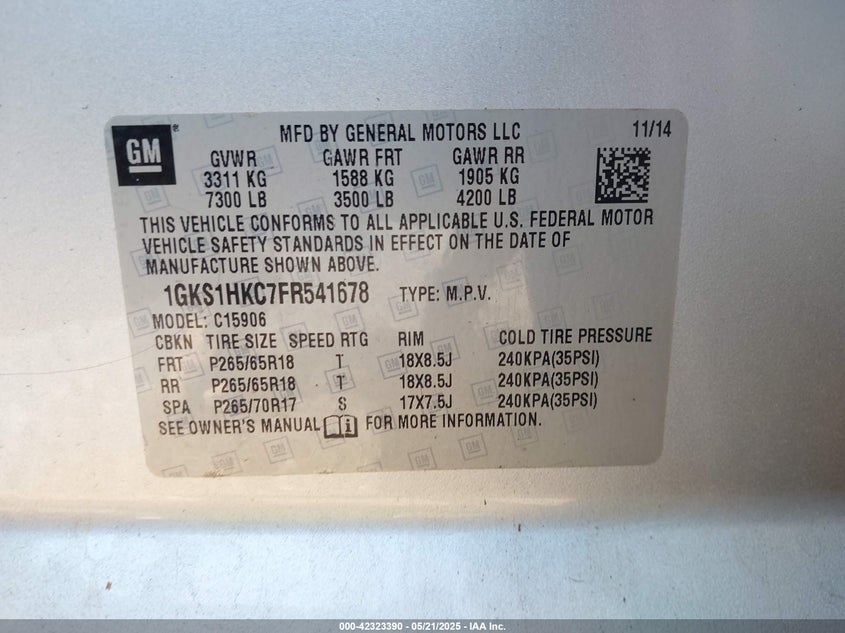 GM ® MFD BY GENERAL MOTORS LLC 11/14
GVWR GAWR FRT GAWR RR
3311 KG 1588 KG 1905 KG
7300 LB 3500 LB 4200 LB
THIS VEHICLE CONFORMS TO ALL APPLICABLE U.S. FEDERAL MOTOR
VEHICLE SAFETY STANDARDS IN EFFECT ON THE DATE OF
MANUFACTURE SHOWN ABOVE.
1GKS1HKC7FR541678 TYPE: M.P.V.
MODEL: C15906
CBKN TIRE SIZE SPEED RTG RIM COLD TIRE PRESSURE
FRT P265/65R18 T 18X8.5J 240KPA(35PSI)
RR P265/65R18 T 18X8.5J 240KPA(35PSI)
SPA P265/70R17 S 17X7.5J 240KPA(35PSI)
SEE OWNER'S MANUAL i FOR MORE INFORMATION.
000-42323390 - 05/21/2025 - IAA Inc.